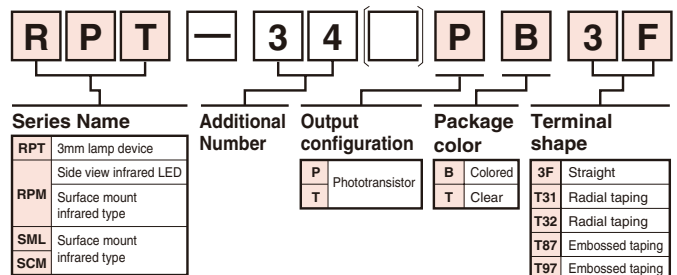 R P T — 3 4 P B 3 F
Series Name
RPT 3mm lamp device
RPM Side view infrared LED
Surface mount
infrared type
SML Surface mount
SCM infrared type
Additional
Number
Output
configuration
P Phototransistor
T
Package
color
B Colored
T Clear
Terminal
shape
3F Straight
T31 Radial taping
T32 Radial taping
T87 Embossed taping
T97 Embossed taping